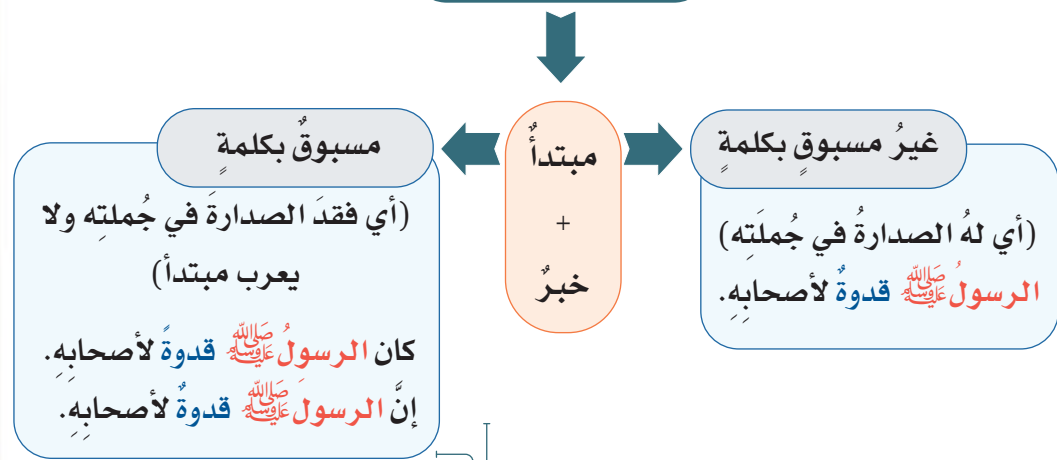 غيرُ مسبوقٍ بكلمةٍ
(أي لهُ الصدارةُ في جُملَتِه)
الرسولُ ﷺ قدوةٌ لأصحابِهِ.
مبتدأٌ
+
خبرٌ
مسبوقٌ بكلمةٍ
(أي فقدَ الصدارةَ في جُملتِه ولا
يعرب مبتدأ)
كان الرسولُ ﷺ قدوةً لأصحابِهِ.
إنَّ الرسولَ ﷺ قدوةٌ لأصحابِهِ.